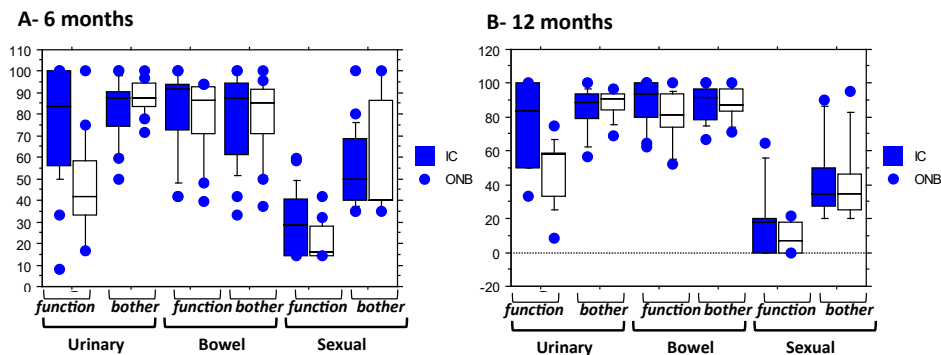 A- 6 months
110
100
90
80
70
60
50
40
30
20
10
0
function
bother
function
bother
function
bother
Urinary
Bowel
Sexual
IC
ONB
B- 12 months
120
100
80
60
40
20
0
-20
function
bother
function
bother
function
bother
Urinary
Bowel
Sexual
IC
ONB